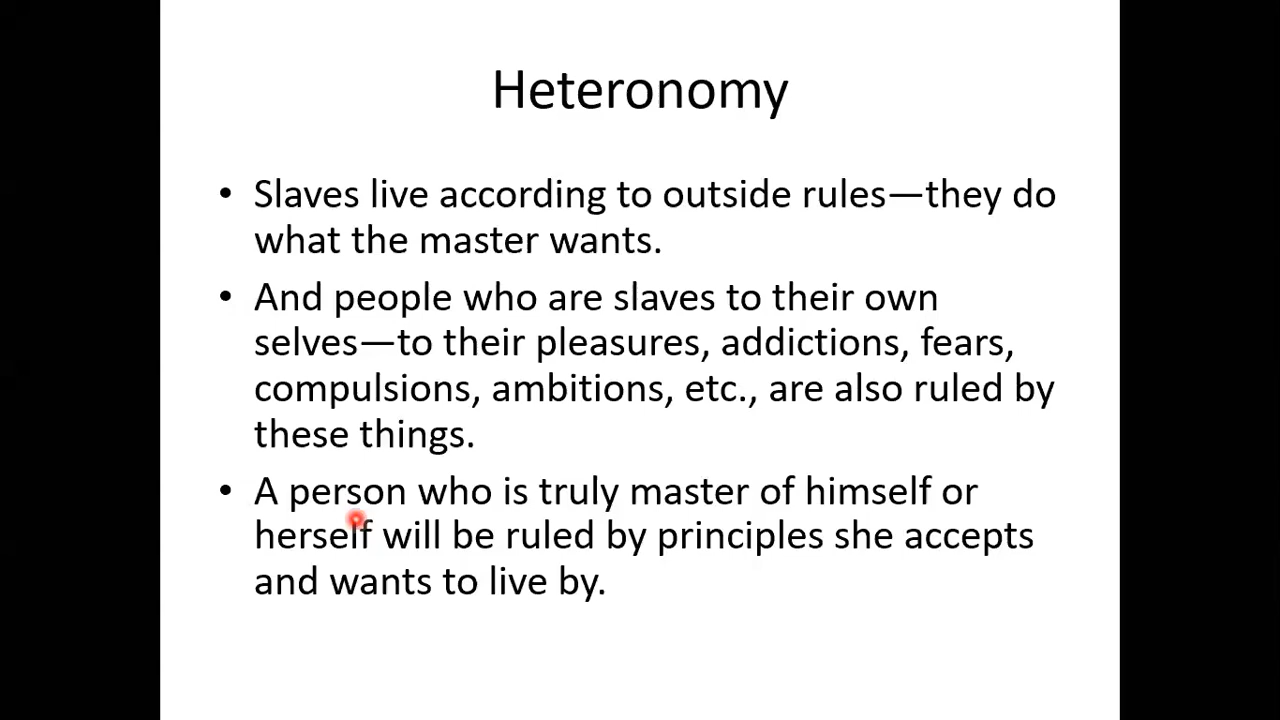 Heteronomy
• Slaves live according to outside rules—they do
what the master wants.
• And people who are slaves to their own
selves—to their pleasures, addictions, fears,
compulsions, ambitions, etc., are also ruled by
these things.
• A person who is truly master of himself or
herself will be ruled by principles she accepts
and wants to live by.